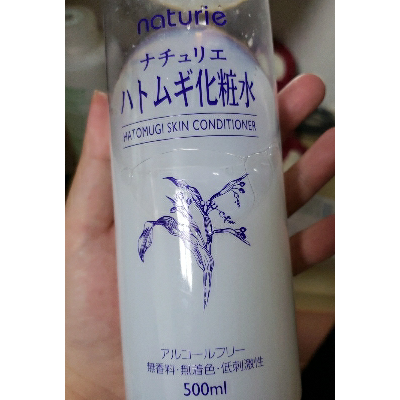 naturie
ナチュリエ
ハトムギ化粧水
HATOMUGI SKIN CONDITIONER
アルコールフリー
無香料・無着色・低刺激性
500ml